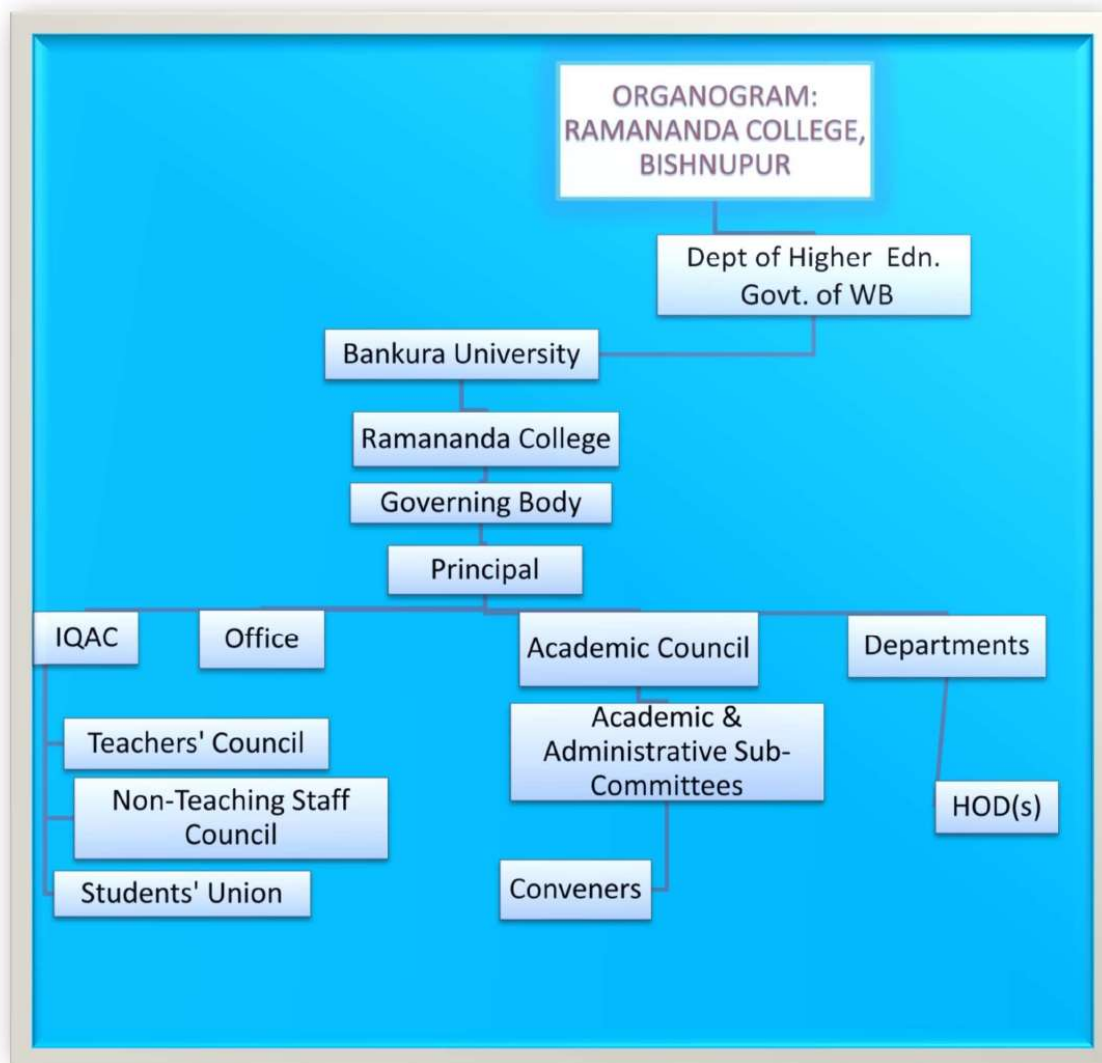 ORGANOGRAM:
RAMANANDA COLLEGE,
BISHNUPUR
Dept of Higher Edn.
Govt. of WB
Bankura University
Ramananda College
Governing Body
Principal
IQAC
Office
Academic Council
Departments
Teachers' Council
Non-Teaching Staff
Council
Students' Union
Academic &
Administrative Sub-
Committees
Conveners
HOD(s)